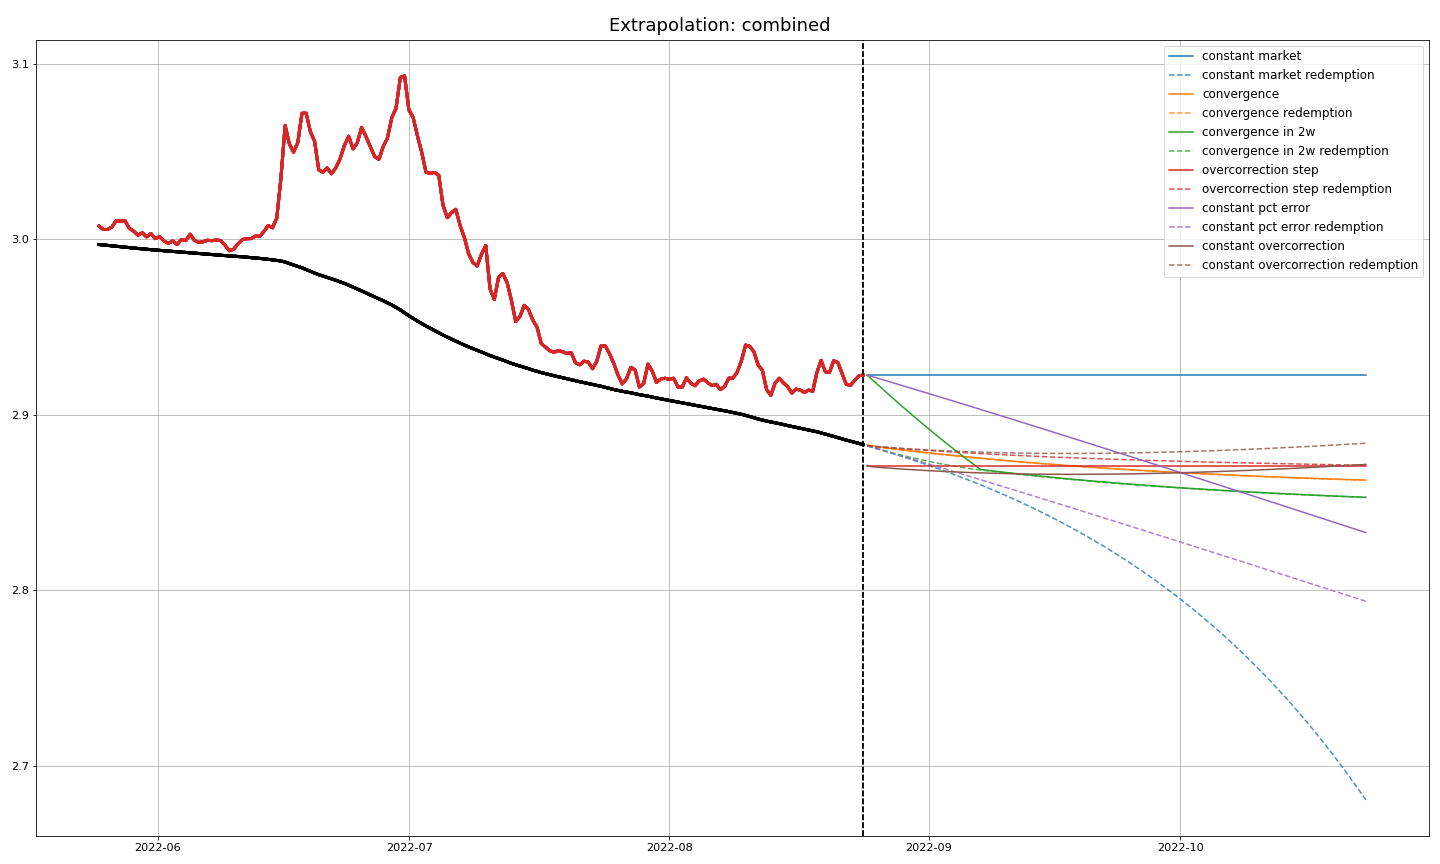 Extrapolation: combined
3.1
3.0
2.9
2.8
2.7
constant market
constant market redemption
convergence
convergence redemption
convergence in 2w
convergence in 2w redemption
overcorrection step
overcorrection step redemption
constant pct error
constant pct error redemption
constant overcorrection
constant overcorrection redemption
2022-06
2022-07
2022-08
2022-09
2022-10